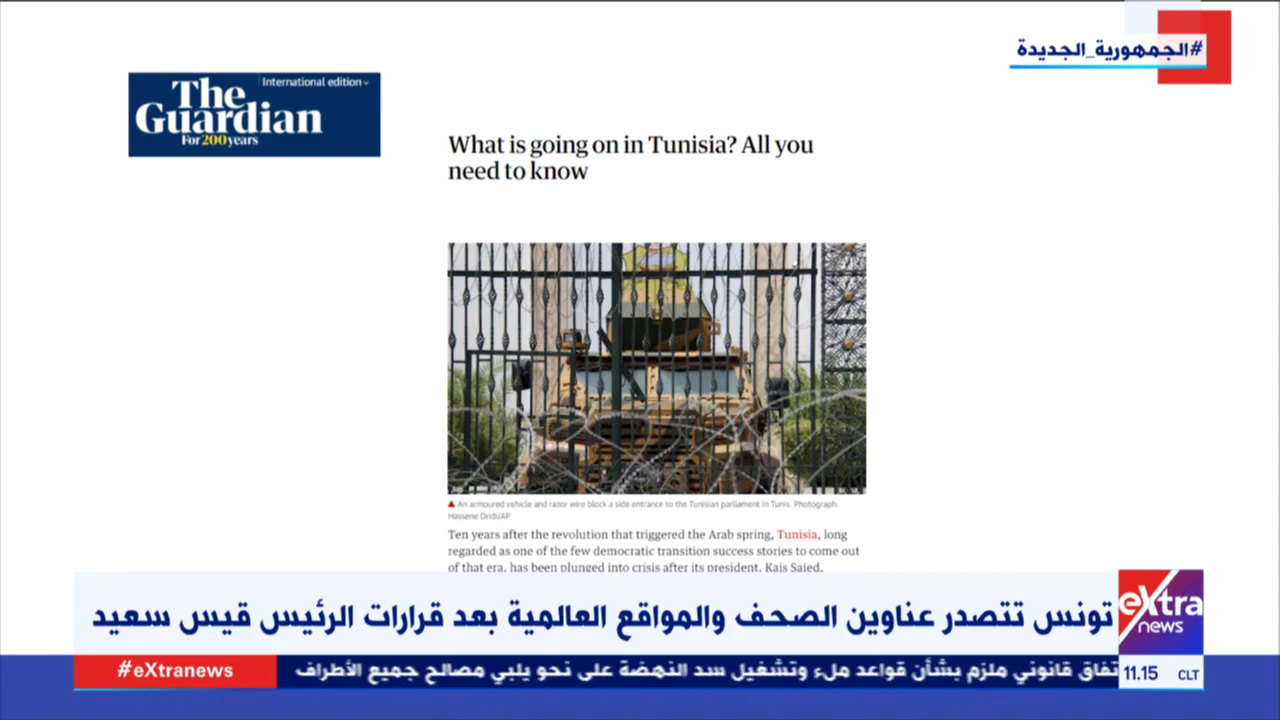 #الجمهورية_الجديدة
International edition
The
Guardian
For 200 years
What is going on in Tunisia? All you
need to know
An armoured vehicle and razor wire block a side entrance to the Tunisian parliament in Tunis. Photograph:
Hassene Dridi/AP
Ten years after the revolution that triggered the Arab spring, Tunisia, long
regarded as one of the few democratic transition success stories to come out
of that era, has been plunged into crisis after its president, Kais Saied,
تونس تتصدر عناوين الصحف والمواقع العالمية بعد قرارات الرئيس قيس سعيد
eXtra
news
#eXtranews
تفاق قانوني ملزم بشأن قواعد ملء وتشغيل سد النهضة على نحو يلبي مصالح جميع الأطراف
11.15 CLT